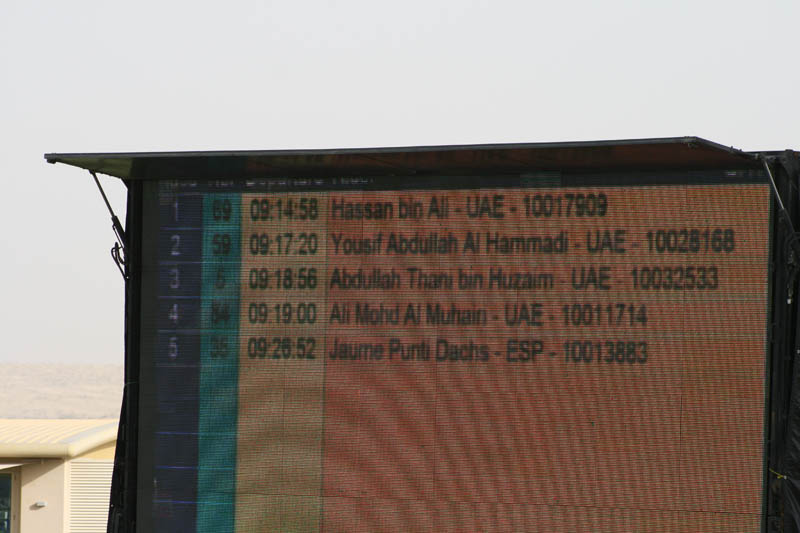 1 69 09:14:58 Hassan bin Ali - UAE - 10017909
2 59 09:17:20 Yousif Abdullah Al Hammadi - UAE - 10028168
3 5 09:18:56 Abdullah Thani bin Huzaim - UAE - 10032533
4 09:19:00 Ali Mohd Al Muhairi - UAE - 10011714
5 09:26:52 Jaume Punti Dachs - ESP - 10013883